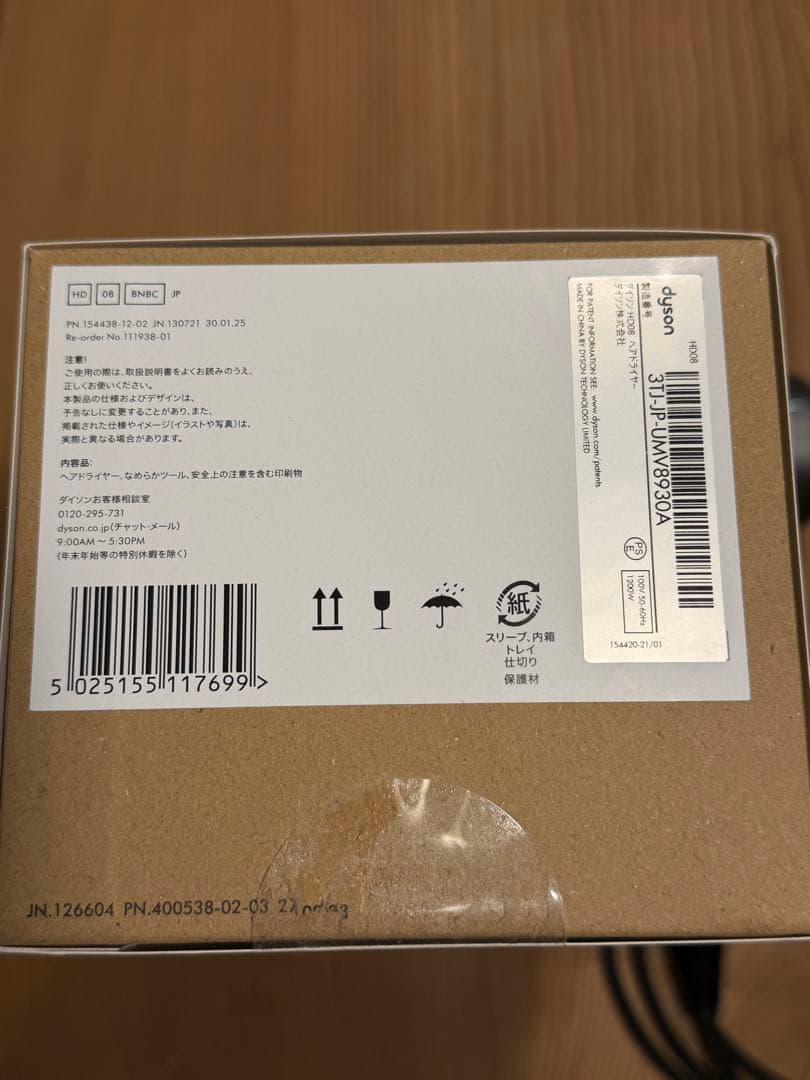 HD 08 BNBC JP
PN.154438-12-02 JN.130721 30.01.25
Re-order No.111938-01
注意!
ご使用の際は、取扱説明書をよくお読みのうえ、
正しくお使いください。
本製品の仕様およびデザインは、
予告なしに変更することがあり、また、
掲載された仕様やイメージ(イラストや写真)は、
実際と異なる場合があります。
内容品:
ヘアドライヤー、なめらかツール、安全上の注意を含む印刷物
ダイソンお客様相談室
0120-295-731
dyson.co.jp(チャット・メール)
9:00AM ~ 5:30PM
(年末年始等の特別休暇を除く)
5 025155 117699 >
紙
スリーブ、内箱
トレイ
仕切り
保護材
dyson
HD08
製造番号
3TJ-JP-UMV8930A
ダイソン HD08 ヘアドライヤー
ダイソン株式会社
FOR PATENT INFORMATION SEE: www.dyson.com/patents
MADE IN CHINA BY DYSON TECHNOLOGY LIMITED
PS
E
100V 50-60Hz
1200W
154420-21/01
JN.126604 PN.400538-02-03